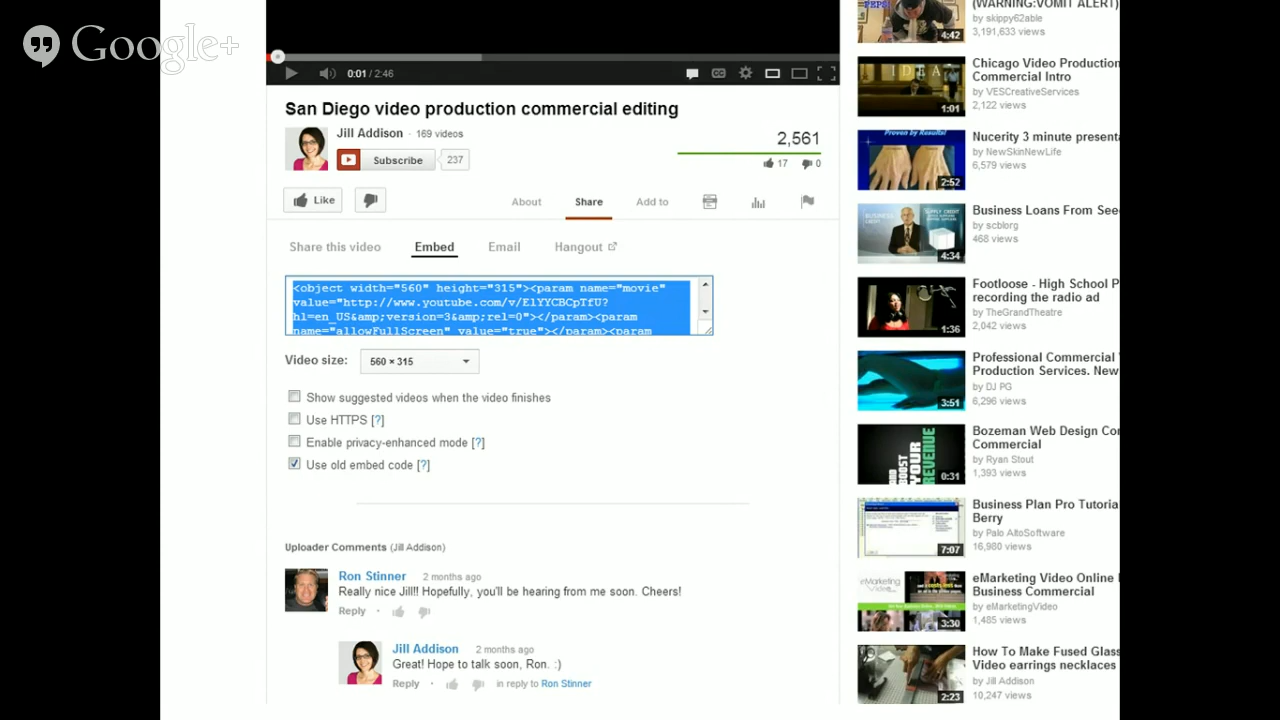 Google+
0:01 / 2:46
San Diego video production commercial editing
Jill Addison · 169 videos
Subscribe 237
2,561
17 0
Like
About Share Add to
Share this video Embed Email Hangout
<object width="560" height="315"><param name="movie"
value="http://www.youtube.com/v/ElYYCBCpTfU?
hl=en_US&amp;version=3&amp;rel=0"></param><param
name="allowFullScreen" value="true"></param><param
Video size: 560 × 315
Show suggested videos when the video finishes
Use HTTPS [?]
Enable privacy-enhanced mode [?]
Use old embed code [?]
Uploader Comments (Jill Addison)
Ron Stinner 2 months ago
Really nice Jill!! Hopefully, you'll be hearing from me soon. Cheers!
Reply
Jill Addison 2 months ago
Great! Hope to talk soon, Ron. :)
Reply · in reply to Ron Stinner
(WARNING:VOMIT ALERT)
by skippy62able
3,191,633 views
4:42
IDEA
1:01
Chicago Video Production
Commercial Intro
by VESCreativeServices
2,122 views
Proven by Results!
2:52
Nucerity 3 minute presenta
by NewSkinNewLife
6,579 views
4:34
Business Loans From See
by scblorg
468 views
1:36
Footloose - High School P
recording the radio ad
by TheGrandTheatre
2,042 views
3:51
Professional Commercial
Production Services. New
by DJ PG
6,296 views
AND BOOST YOUR REVENUE
0:31
Bozeman Web Design Co
Commercial
by Ryan Stout
1,393 views
7:07
Business Plan Pro Tutoria
Berry
by Palo AltoSoftware
16,980 views
eMarketing Video
3:30
eMarketing Video Online
Business Commercial
by eMarketingVideo
1,485 views
2:23
How To Make Fused Glass
Video earrings necklaces
by Jill Addison
10,247 views